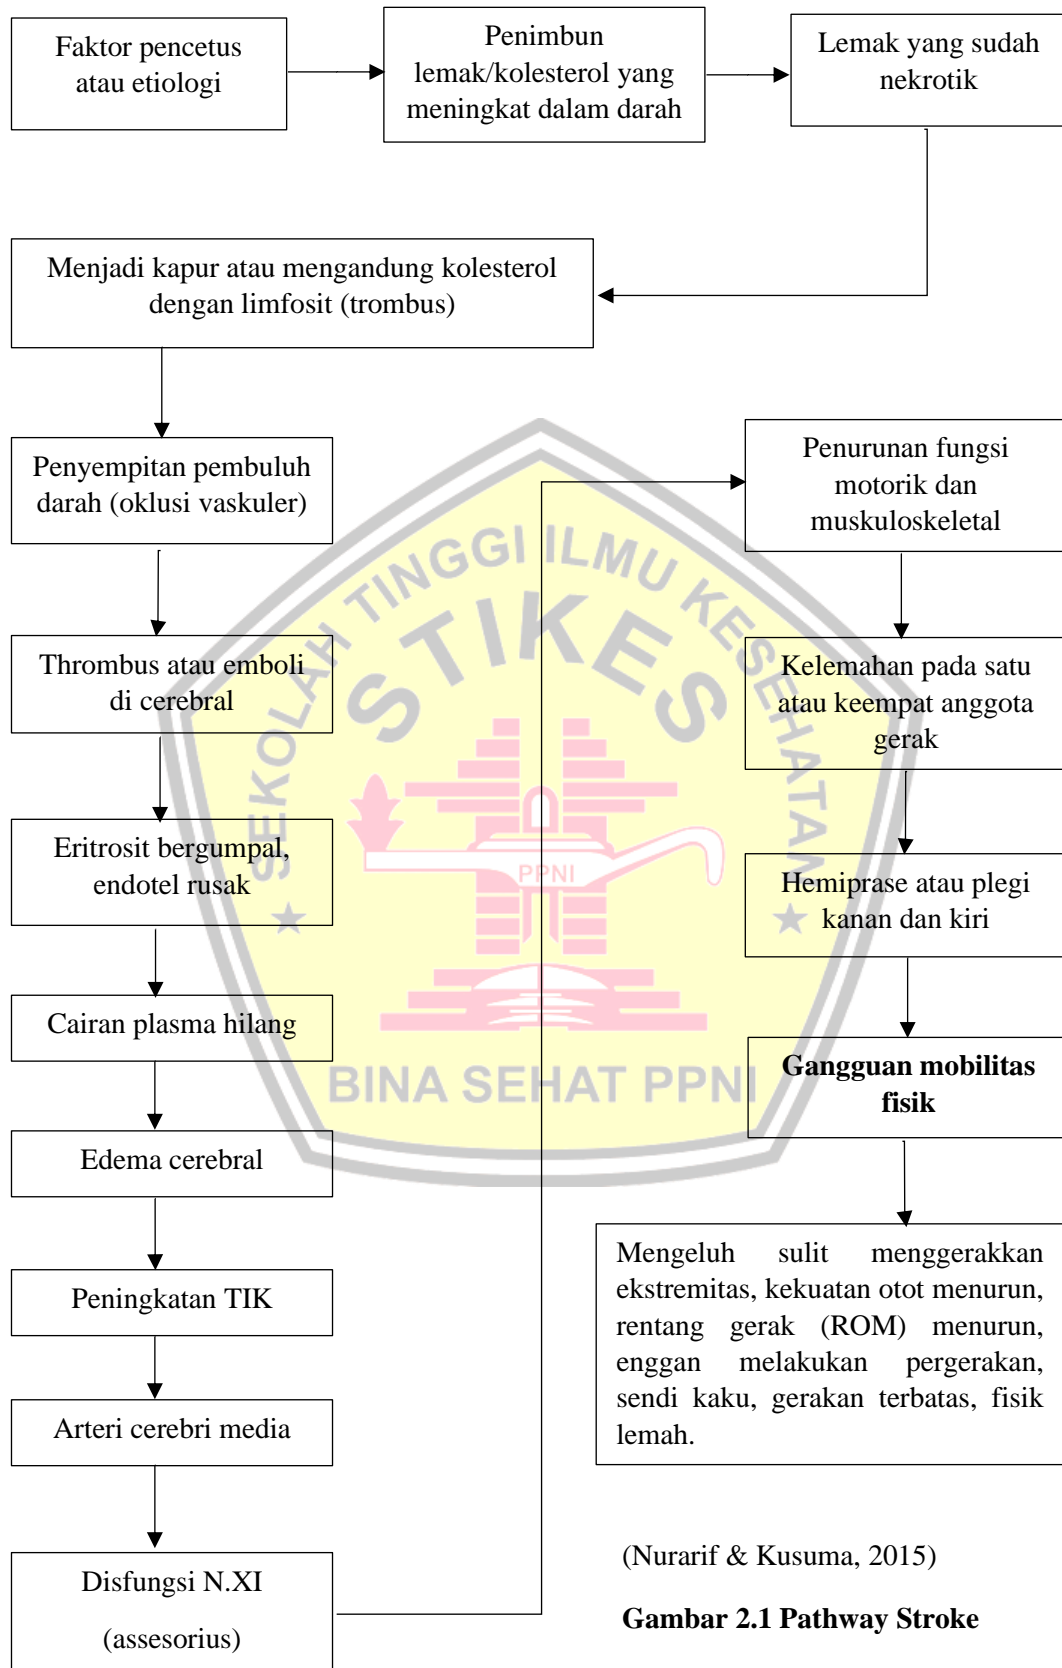 Faktor pencetus
atau etiologi
Penimbun
lemak/kolesterol yang
meningkat dalam darah
Lemak yang sudah
nekrotik
Menjadi kapur atau mengandung kolesterol
dengan limfosit (trombus)
Penyempitan pembuluh
darah (oklusi vaskuler)
Thrombus atau emboli
di cerebral
Eritrosit bergumpal,
endotel rusak
Cairan plasma hilang
Edema cerebral
Peningkatan TIK
Arteri cerebri media
Disfungsi N.XI
(assesorius)
Penurunan fungsi
motorik dan
muskuloskeletal
Kelemahan pada satu
atau keempat anggota
gerak
Hemiprase atau plegi
kanan dan kiri
Gangguan mobilitas
fisik
Mengeluh sulit menggerakkan
ekstremitas, kekuatan otot menurun,
rentang gerak (ROM) menurun,
enggan melakukan pergerakan,
sendi kaku, gerakan terbatas, fisik
lemah.
(Nurarif & Kusuma, 2015)
Gambar 2.1 Pathway Stroke
SEKOLAH TINGGI ILMU KESEHATAN
STIKES
PPNI
BINA SEHAT PPNI